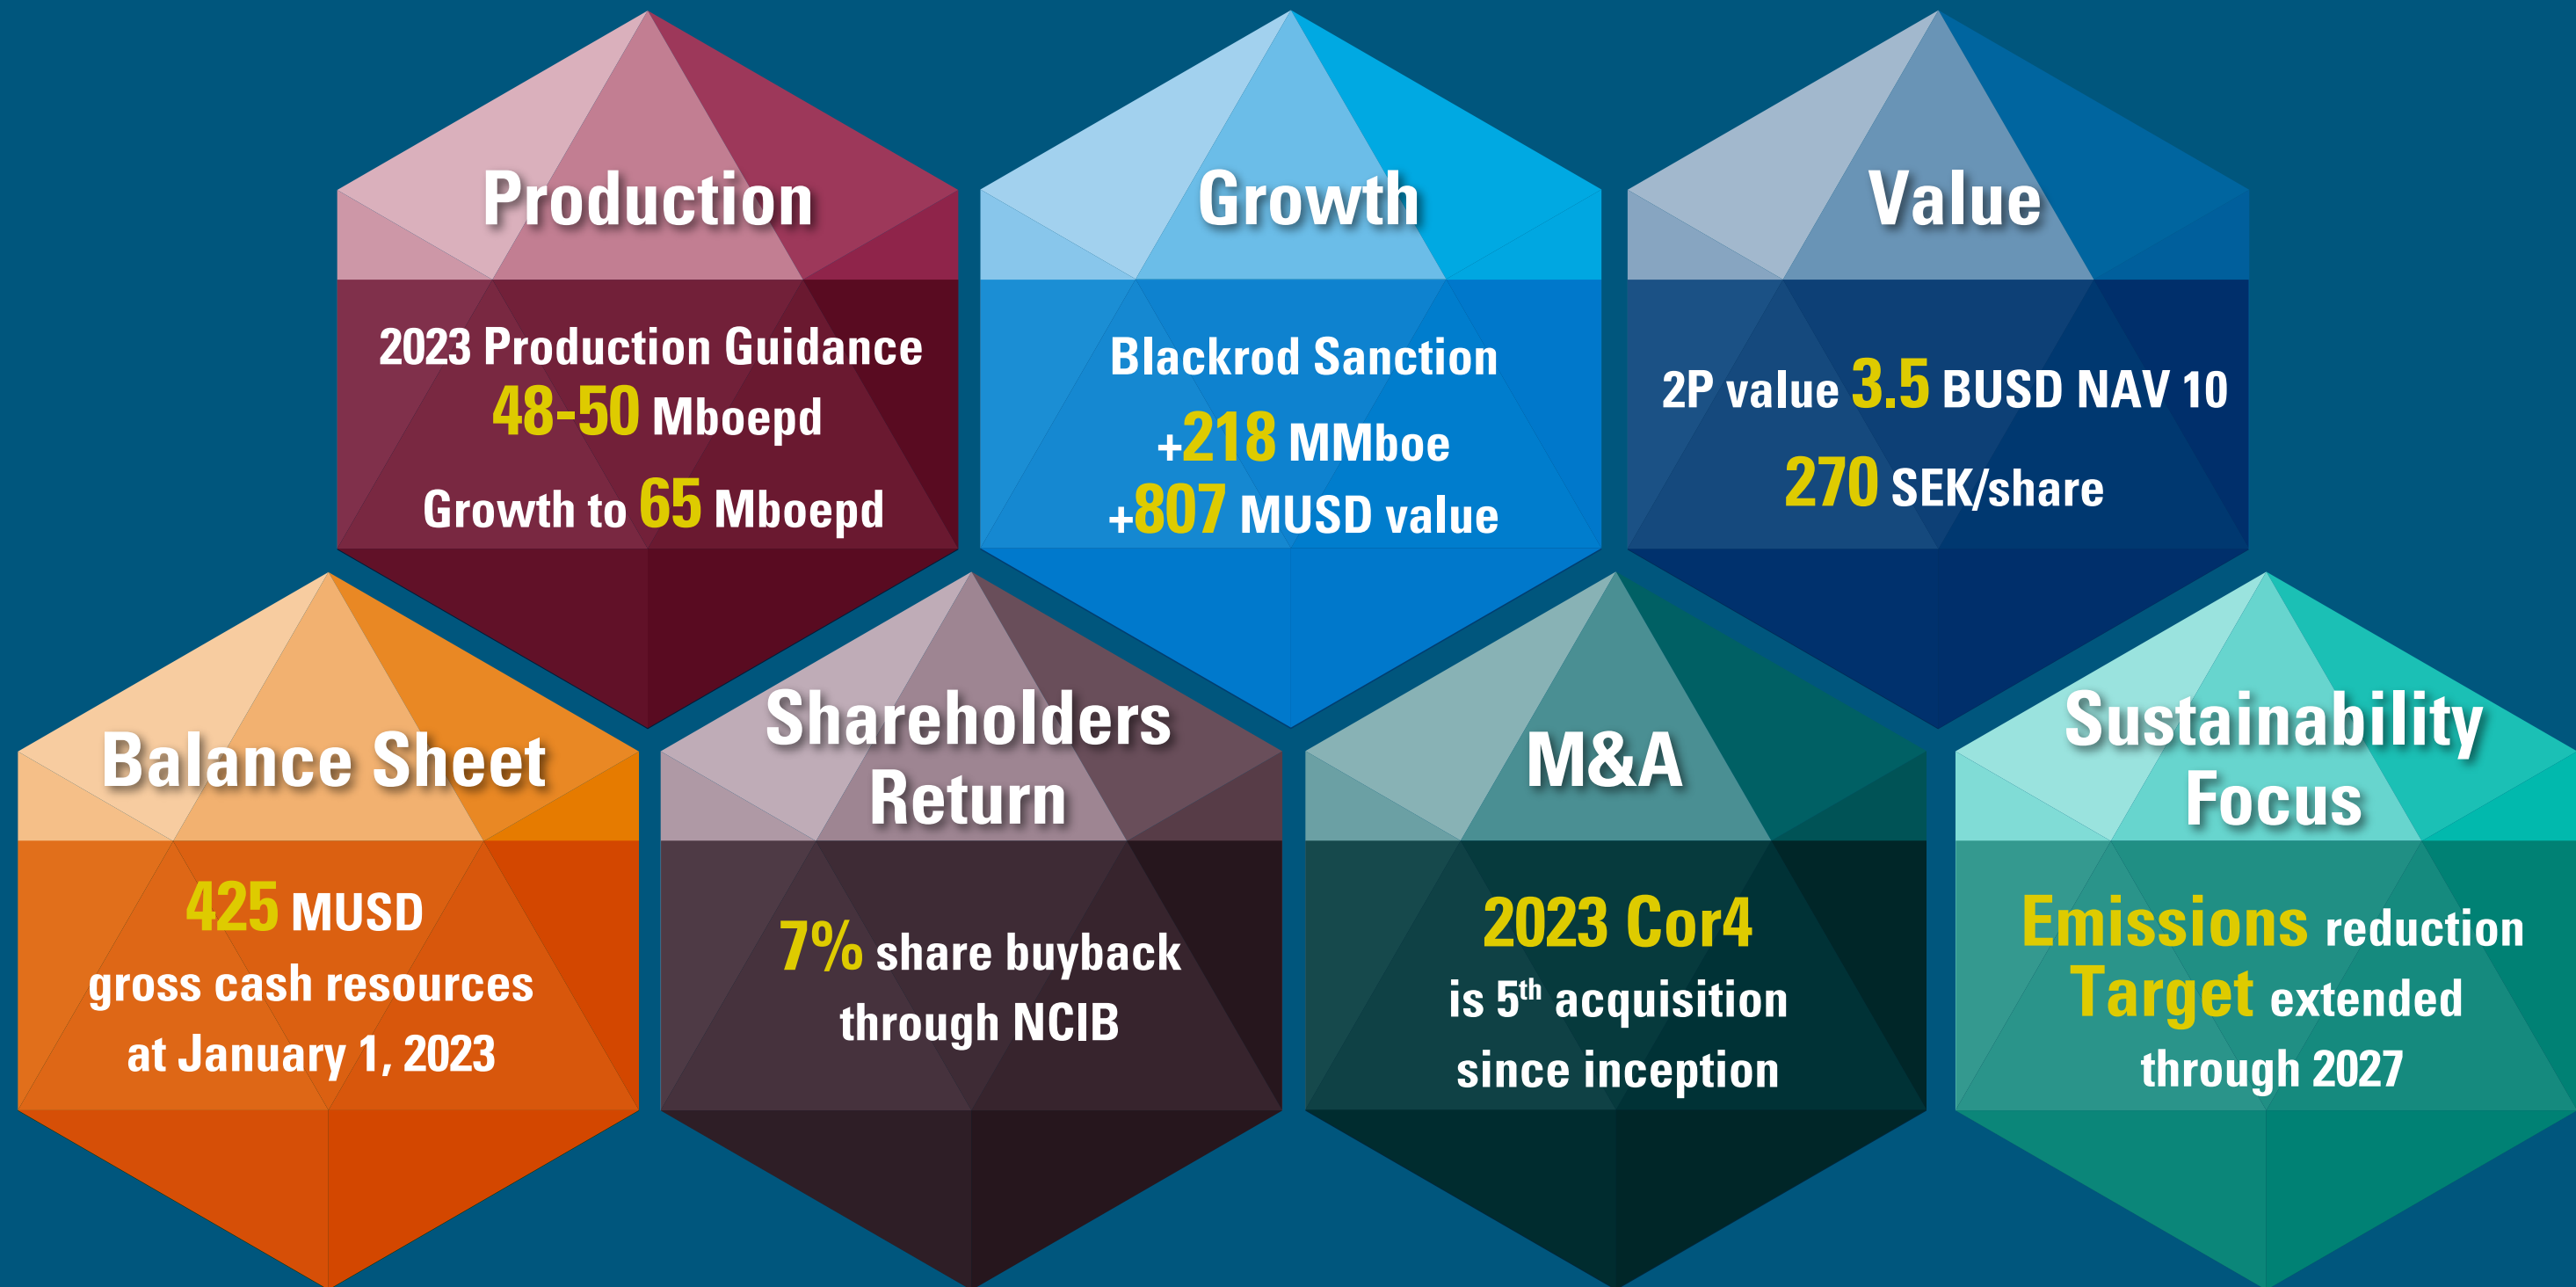 Production
2023 Production Guidance
48-50 Mboepd
Growth to 65 Mboepd
Growth
Blackrod Sanction
+218 MMboe
+807 MUSD value
Value
2P value 3.5 BUSD NAV 10
270 SEK/share
Balance Sheet
425 MUSD
gross cash resources
at January 1, 2023
Shareholders
Return
7% share buyback
through NCIB
M&A
2023 Cor4
is 5th acquisition
since inception
Sustainability
Focus
Emissions reduction
Target extended
through 2027